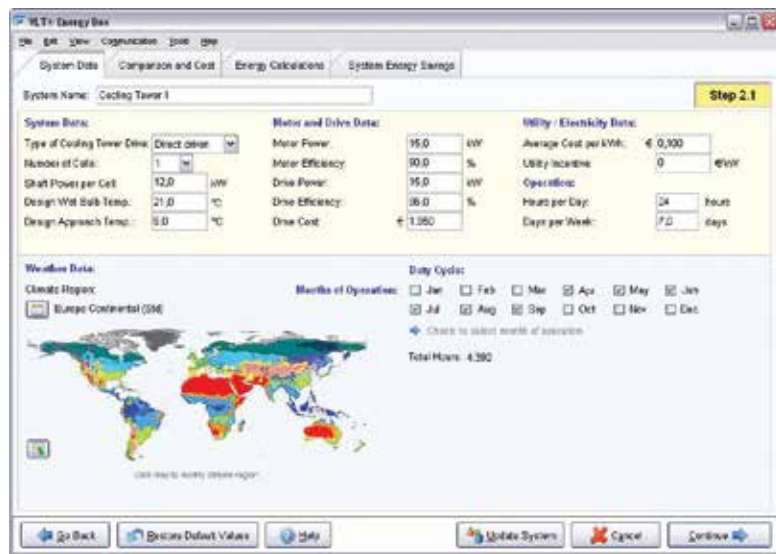 VLT® Energy Box
File Edit View Communication Tools Help
System Data Comparison and Cost Energy Calculations System Energy Savings
System Name: Cooling Tower 1 Step 2.1
System Data: Motor and Drive Data: Utility / Electricity Data:
Type of Cooling Tower Drive: Direct driven Motor Power: 15,0 kW Average Cost per kWh: € 0,100
Number of Cells: 1 Motor Efficiency: 90,0 % Utility Incentive: 0 €/kW
Shaft Power per Cell: 12,0 kW Drive Power: 15,0 kW Operation:
Design Wet Bulb Temp.: 21,0 °C Drive Efficiency: 96,0 % Hours per Day: 24 hours
Design Approach Temp.: °C Drive Cost: € 1.950 Days per Week: 7,0 days
Weather Data: Duty Cycle:
Climate Region: Months of Operation: Jan Feb Mar Apr May Jun
Europe Continental Jul Aug Sep Oct Nov Dec
Check to select month of operation
Total Hours: 4.392
click map to modify climate region
Go Back Restore Default Values Help Update System Cancel Continue